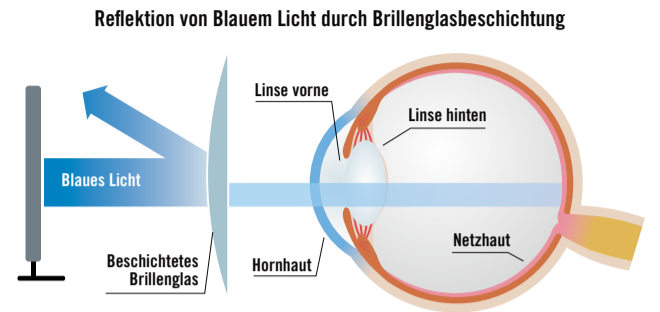 Reflektion von Blauem Licht durch Brillenglasbeschichtung
Linse vorne
Linse hinten
Blaues Licht
Beschichtetes
Brillenglas
Hornhaut
Netzhaut